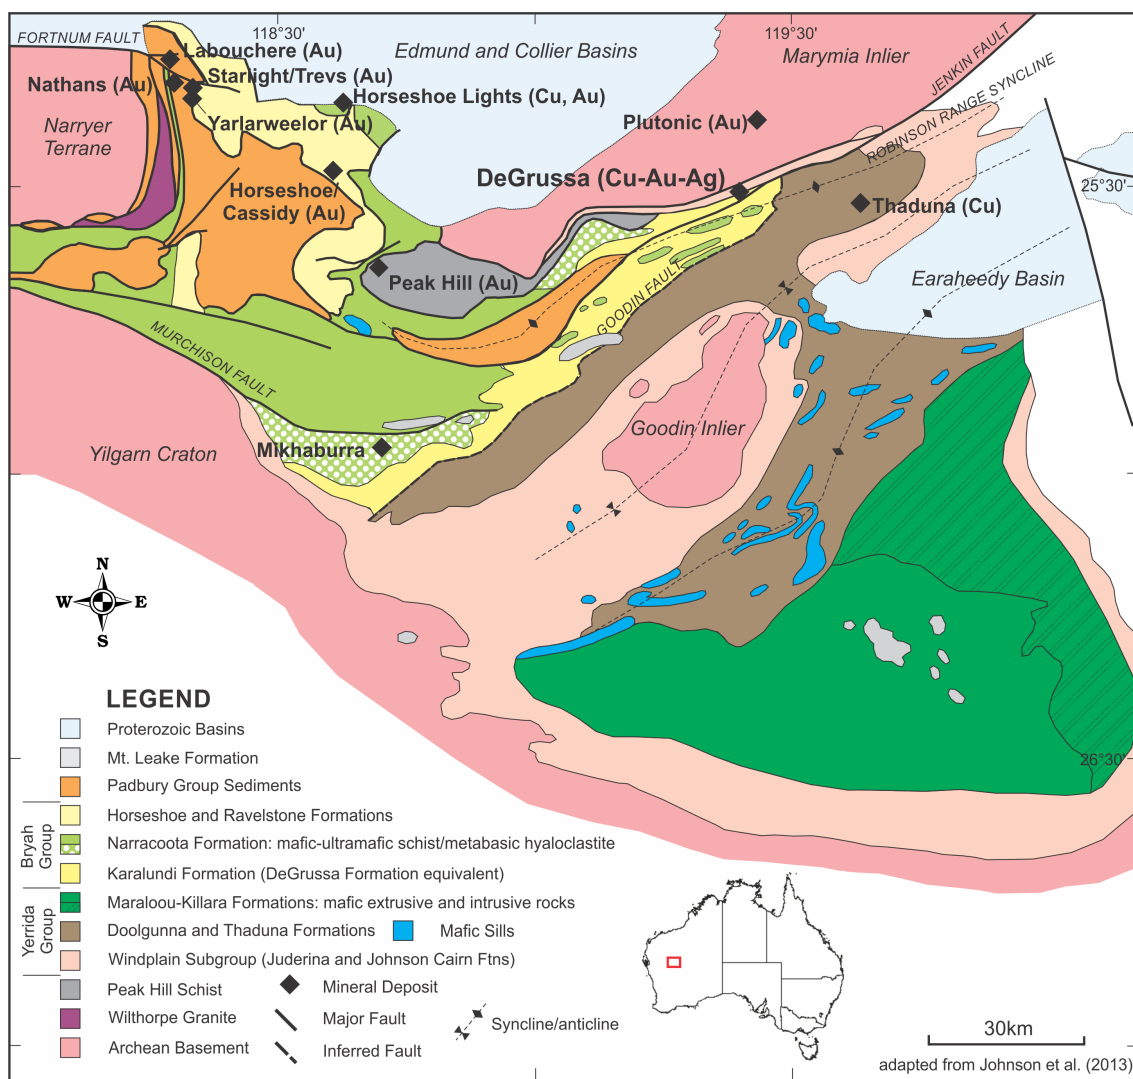 118°30'
119°30'
FORTNUM FAULT
Labouchere (Au)
Edmund and Collier Basins
Marymia Inlier
JENKIN FAULT
Nathans (Au)
Starlight/Trevs (Au)
Horseshoe Lights (Cu, Au)
ROBINSON RANGE SYNCLINE
Narryer
Terrane
Yarlarweelor (Au)
Plutonic (Au)
DeGrussa (Cu-Au-Ag)
25°30'
Horseshoe/
Cassidy (Au)
Thaduna (Cu)
Peak Hill (Au)
GOODIN FAULT
Earaheedy Basin
MURCHISON FAULT
Goodin Inlier
Yilgarn Craton
Mikhaburra
N
W
E
S
26°30'
LEGEND
Proterozoic Basins
Mt. Leake Formation
Padbury Group Sediments
Bryah
Group
Horseshoe and Ravelstone Formations
Narracoota Formation: mafic-ultramafic schist/metabasic hyaloclastite
Karalundi Formation (DeGrussa Formation equivalent)
Yerrida
Group
Maraloou-Killara Formations: mafic extrusive and intrusive rocks
Doolgunna and Thaduna Formations
Mafic Sills
Windplain Subgroup (Juderina and Johnson Cairn Ftns)
Peak Hill Schist
Mineral Deposit
Wilthorpe Granite
Major Fault
Syncline/anticline
Archean Basement
Inferred Fault
30km
adapted from Johnson et al. (2013)